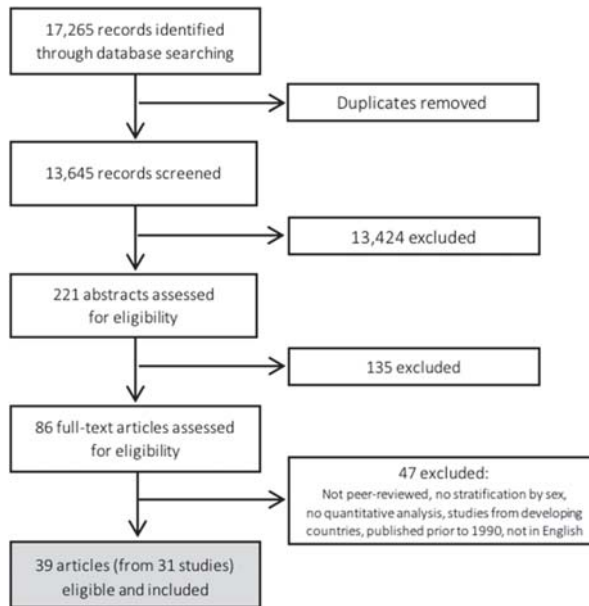 17,265 records identified
through database searching
Duplicates removed
13,645 records screened
13,424 excluded
221 abstracts assessed
for eligibility
135 excluded
86 full-text articles assessed
for eligibility
47 excluded:
Not peer-reviewed, no stratification by sex,
no quantitative analysis, studies from developing
countries, published prior to 1990, not in English
39 articles (from 31 studies)
eligible and included